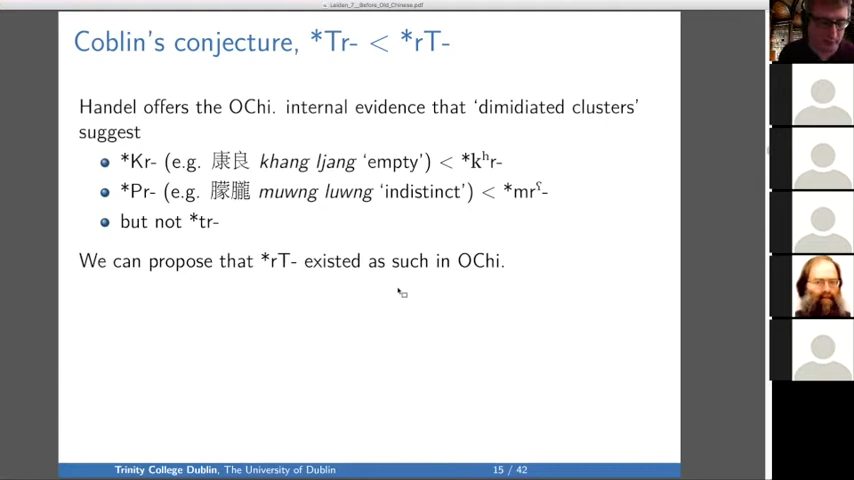 Leiden_7__Before_Old_Chinese.pdf
Coblin's conjecture, *Tr- < *rT-
Handel offers the OChi. internal evidence that ‘dimidiated clusters’
suggest
*Kr- (e.g. 康良 khang ljang ‘empty’) < *kʰr-
*Pr- (e.g. 朦朧 muwng luwng ‘indistinct’) < *mrˤ-
but not *tr-
We can propose that *rT- existed as such in OChi.
Trinity College Dublin, The University of Dublin
15 / 42